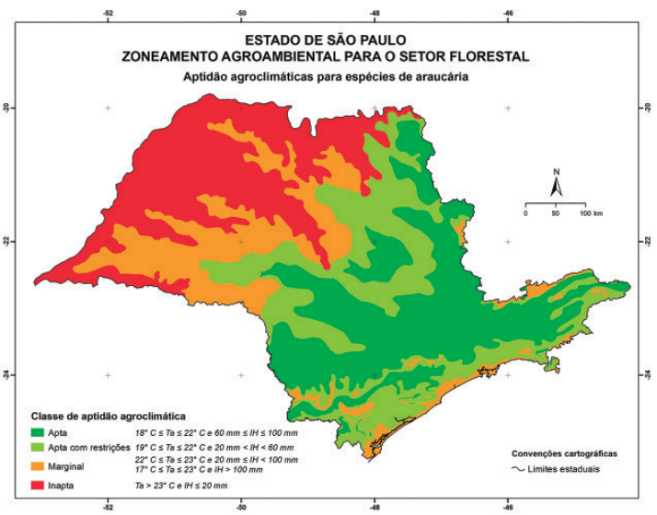 -52
-50
-48
-46
ESTADO DE SÃO PAULO
ZONEAMENTO AGROAMBIENTAL PARA O SETOR FLORESTAL
Aptidão agroclimáticas para espécies de araucária
-20
-20
N
0 50 100 km
-22
-22
-24
-24
Classe de aptidão agroclimática
Apta 18° C ≤ Ta ≤ 22° C e 60 mm ≤ IH ≤ 100 mm
Apta com restrições 19° C ≤ Ta ≤ 22° C e 20 mm < IH < 60 mm
Marginal 22° C ≤ Ta ≤ 23° C e 20 mm ≤ IH < 100 mm
17° C ≤ Ta ≤ 23° C e IH > 100 mm
Inapta Ta > 23° C e IH ≤ 20 mm
Convenções cartográficas
Limites estaduais
-52
-50
-48
-46